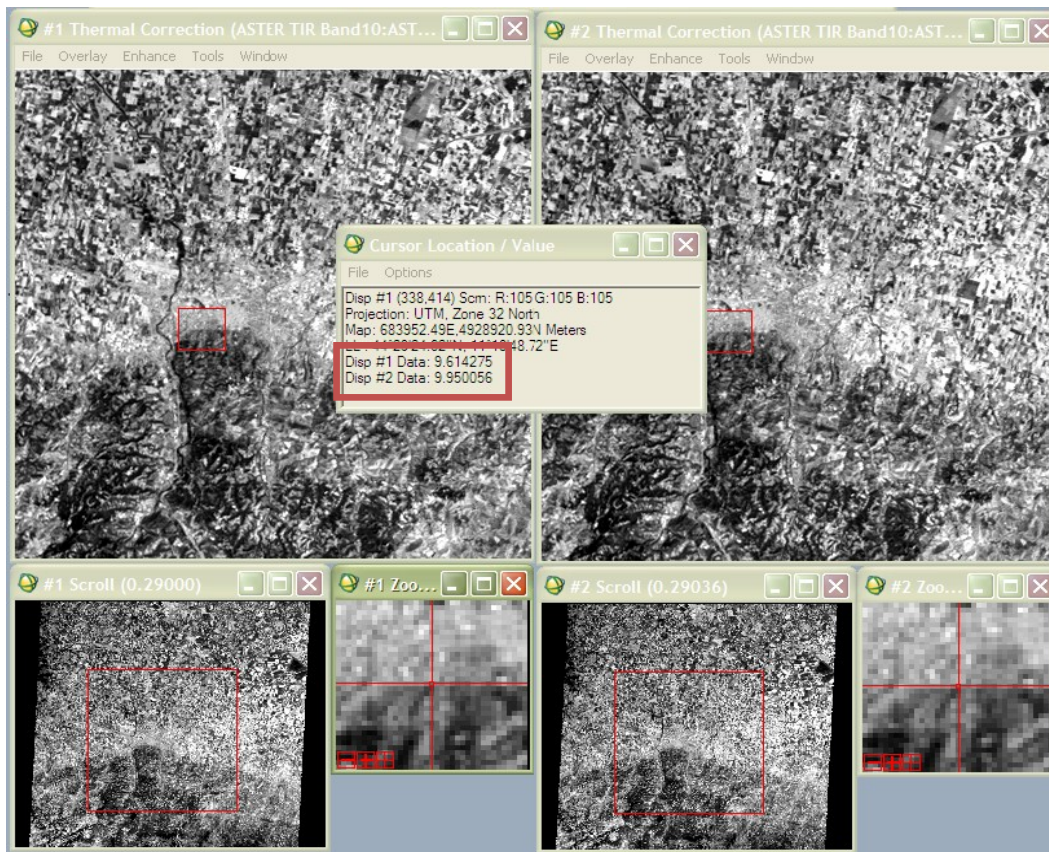 #1 Thermal Correction (ASTER TIR Band10:AST...
File Overlay Enhance Tools Window
#2 Thermal Correction (ASTER TIR Band10:AST...
File Overlay Enhance Tools Window
Cursor Location / Value
File Options
Disp #1 (338,414) Scrn: R:105 G:105 B:105
Projection: UTM, Zone 32 North
Map: 683952.49E,4928920.93N Meters
48.72"E
Disp #1 Data: 9.614275
Disp #2 Data: 9.950056
#1 Scroll (0.29000)
#1 Zoo...
#2 Scroll (0.29036)
#2 Zoo...